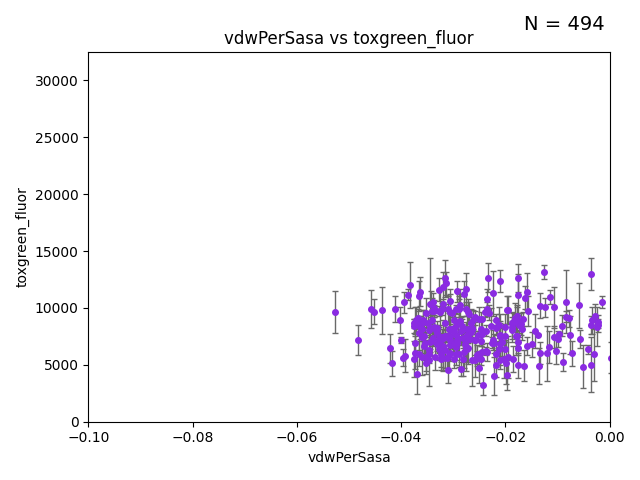 N = 494
vdwPerSasa vs toxgreen_fluor
30000
25000
20000
15000
10000
5000
0
toxgreen_fluor
−0.10 −0.08 −0.06 −0.04 −0.02 0.00
vdwPerSasa